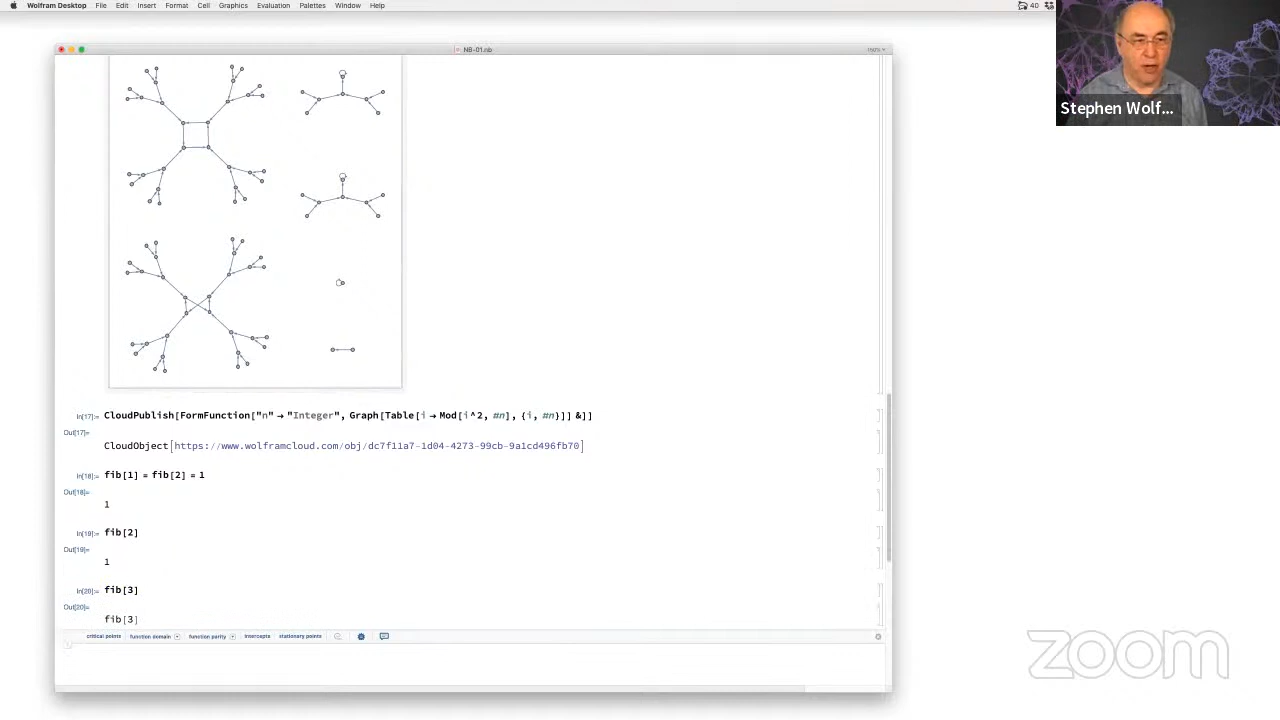 Wolfram Desktop File Edit Insert Format Cell Graphics Evaluation Palettes Window Help
40
NB-01.nb
150%
Stephen Wolf...
In[17]:= CloudPublish[FormFunction["n" → "Integer", Graph[Table[i → Mod[i^2, #n], {i, #n}]] &]]
Out[17]=
CloudObject[https://www.wolframcloud.com/obj/dc7f11a7-1d04-4273-99cb-9a1cd496fb70]
In[18]:= fib[1] = fib[2] = 1
Out[18]=
1
In[19]:= fib[2]
Out[19]=
1
In[20]:= fib[3]
Out[20]=
fib[3]
critical points function domain function parity intercepts stationary points
zoom